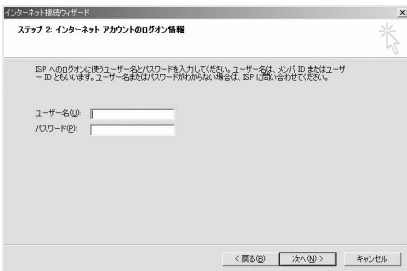 インターネット接続ウィザード
ステップ 2: インターネット アカウントのログオン情報
ISP へのログオンに使うユーザー名とパスワードを入力してください。ユーザー名は、メンバ ID またはユーザ
ー ID ともいいます。ユーザー名またはパスワードがわからない場合は、ISP に問い合わせてください。
ユーザー名(U):
パスワード(P):
< 戻る(B)
次へ(N) >
キャンセル